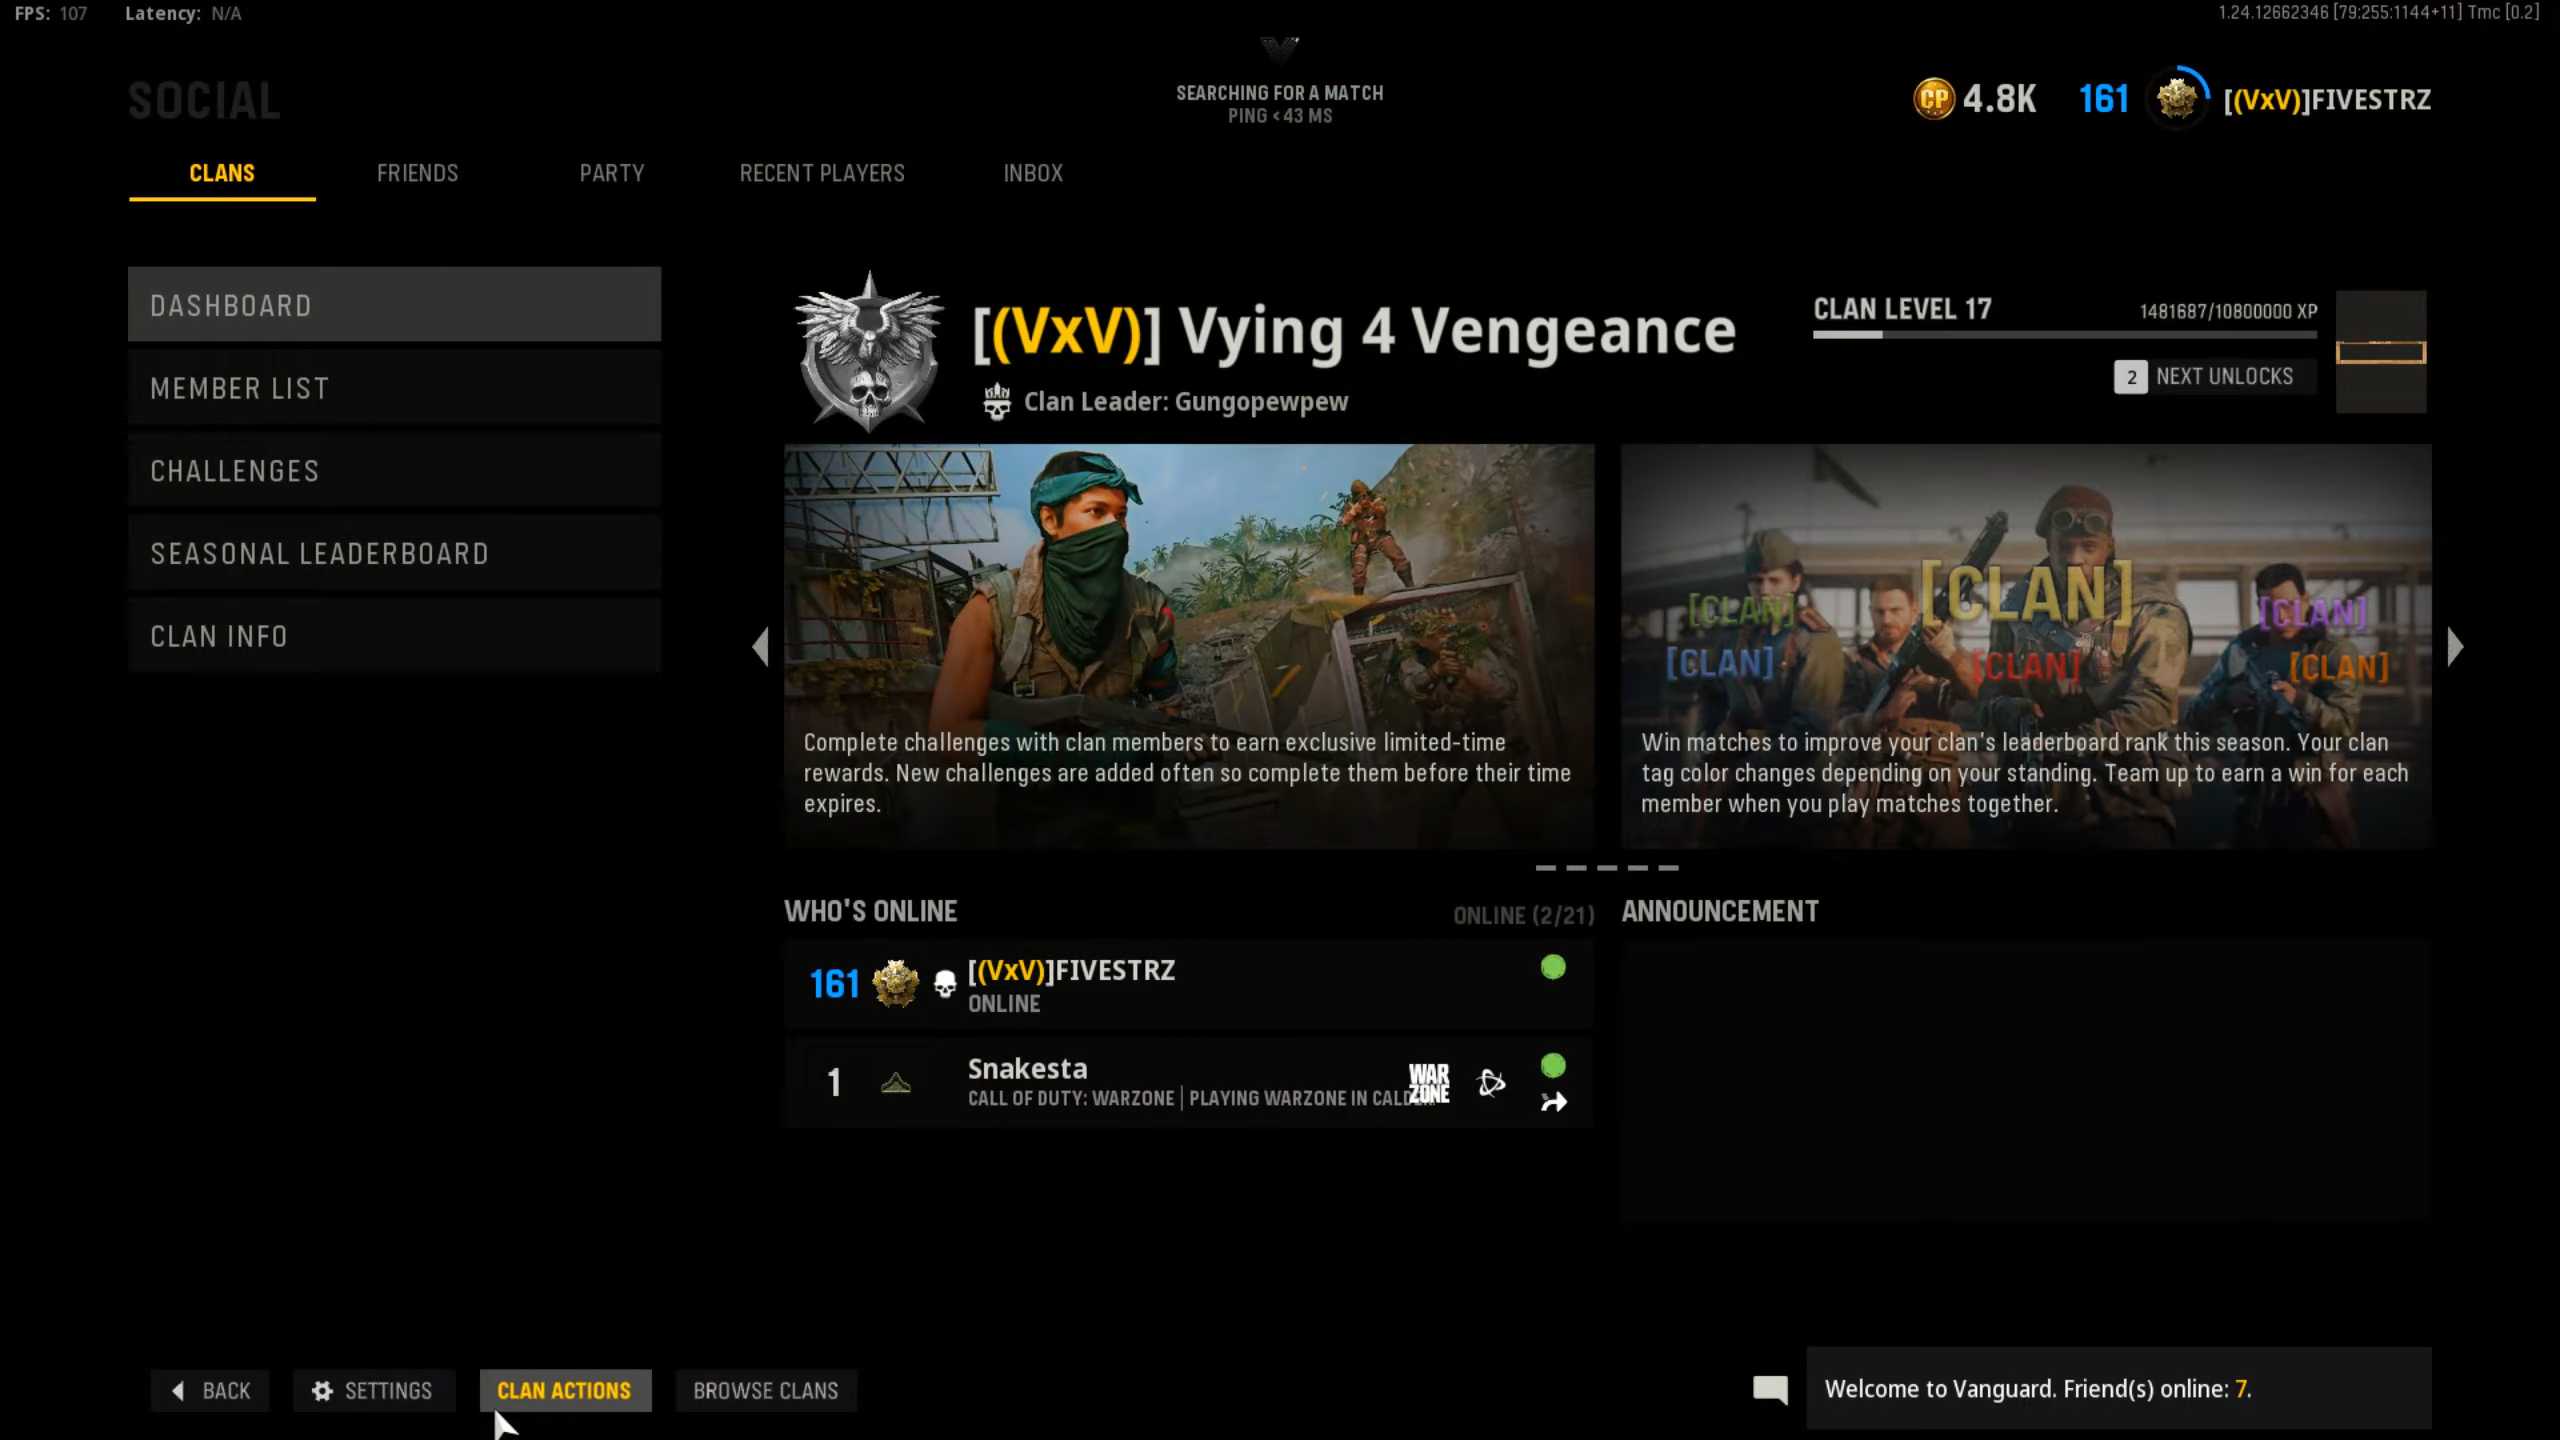 FPS: 107 Latency: N/A
1.24.12662346 [79:255:1144+11] Tmc [0.2]
SOCIAL
SEARCHING FOR A MATCH
PING < 43 MS
CP 4.8K 161 [(VxV)]FIVESTRZ
CLANS FRIENDS PARTY RECENT PLAYERS INBOX
DASHBOARD
MEMBER LIST
CHALLENGES
SEASONAL LEADERBOARD
CLAN INFO
[(VxV)] Vying 4 Vengeance
Clan Leader: Gungopewpew
CLAN LEVEL 17 1481687/10800000 XP
2 NEXT UNLOCKS
Complete challenges with clan members to earn exclusive limited-time
rewards. New challenges are added often so complete them before their time
expires.
[CLAN] [CLAN] [CLAN]
[CLAN] [CLAN] [CLAN]
Win matches to improve your clan's leaderboard rank this season. Your clan
tag color changes depending on your standing. Team up to earn a win for each
member when you play matches together.
WHO'S ONLINE ONLINE (2/21)
161 [(VxV)]FIVESTRZ
ONLINE
1 Snakesta
CALL OF DUTY: WARZONE | PLAYING WARZONE IN
WAR
ZONE
ANNOUNCEMENT
BACK SETTINGS CLAN ACTIONS BROWSE CLANS
Welcome to Vanguard. Friend(s) online: 7.